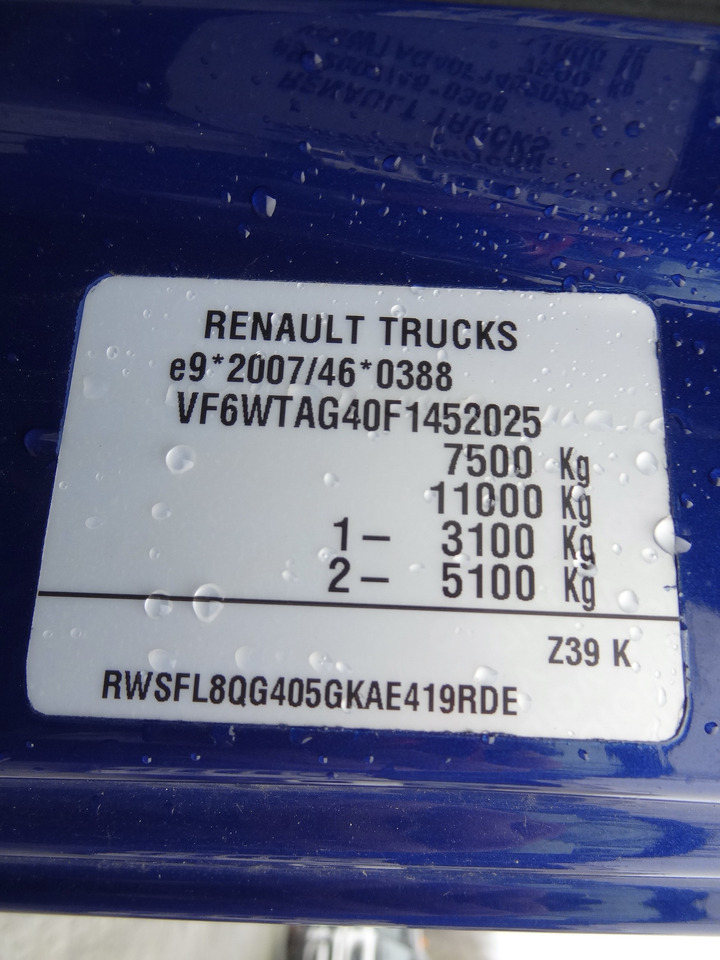 RENAULT TRUCKS
e9*2007/46*0388
VF6WTAG40F1452025
7500 Kg
11000 Kg
1– 3100 Kg
2– 5100 Kg
Z39 K
RWSFL8QG405GKAE419RDE